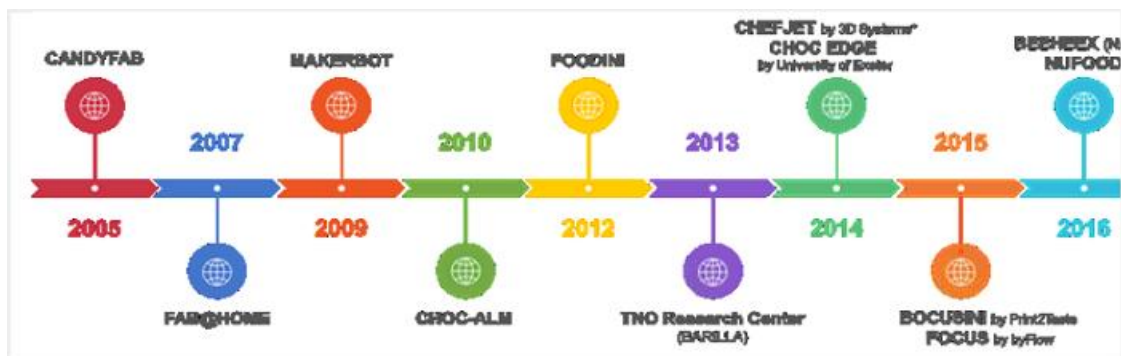 CHEFJET by 3D Systems*
CANDYFAB
MAKERBOT
FOODINI
CHOC EDGE
by University of Exeter
BEEHEEX (N
NUFOOD
2007
2010
2013
2015
2005
2009
2012
2014
2016
FAB@HOME
CHOC-ALM
TNO Research Center
(BARILLA)
BOCUSINI by Print2Taste
FOCUS by byFlow